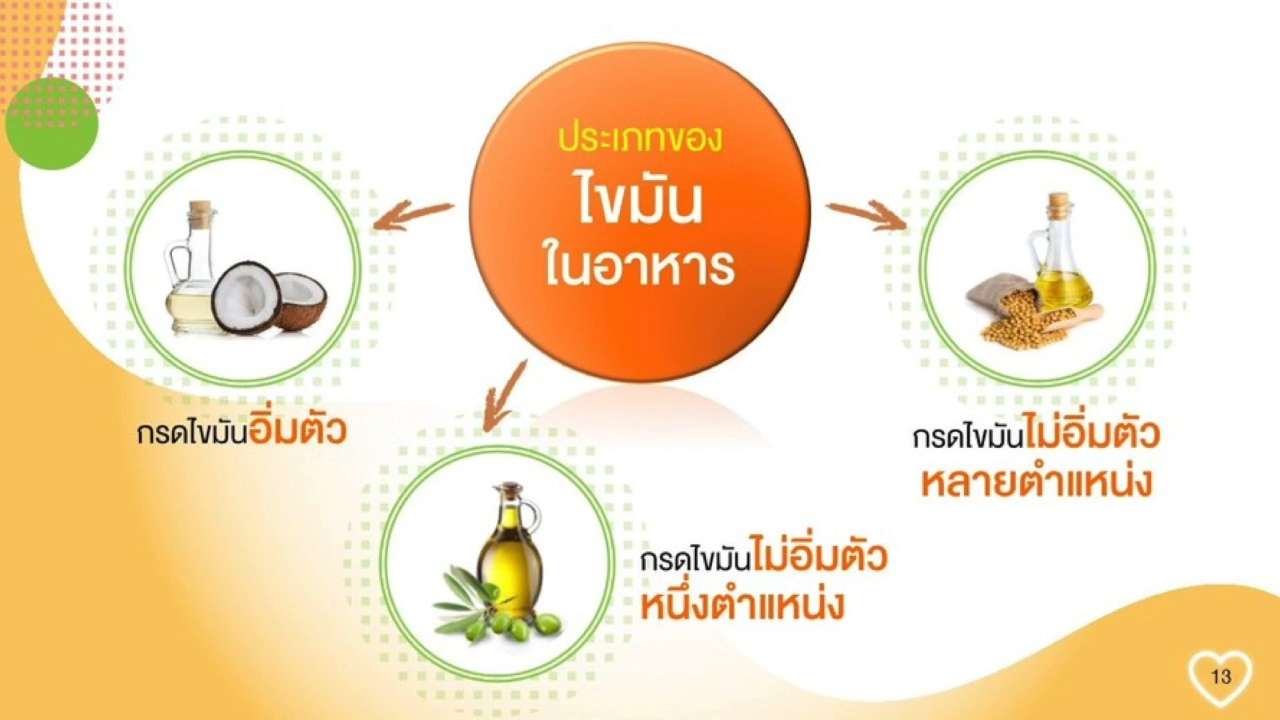 ประเภทของ
ไขมัน
ในอาหาร
กรดไขมันอิ่มตัว
กรดไขมันไม่อิ่มตัว
หลายตำแหน่ง
กรดไขมันไม่อิ่มตัว
หนึ่งตำแหน่ง
13